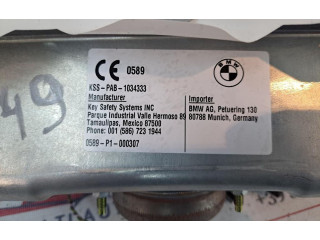 CE 0589
BMW
KSS-PAB-1034333
Manufacturer
Key Safety Systems INC
Parque Industrial Valle Hermoso 89
Tamaulipas, Mexico 87500
Phone: 001 (586) 723 1944
Importer
BMW AG, Petuering 130
80788 Munich, Germany
0589-P1-000307
49